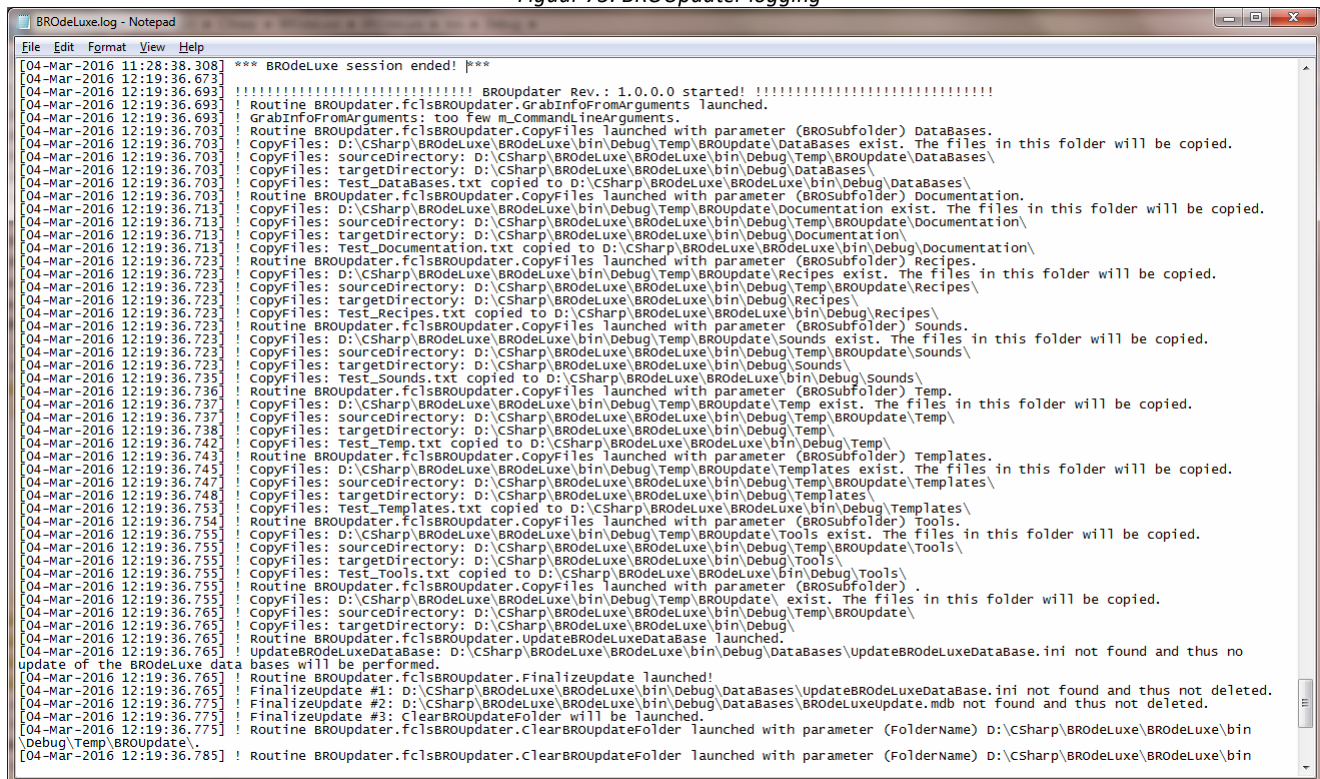 Figuur 73: BROUpdater logging
BROdeLuxe.log - Notepad
File Edit Format View Help
[04-Mar-2016 11:28:38.308] *** BROdeLuxe session ended! ***
[04-Mar-2016 12:19:36.673]
[04-Mar-2016 12:19:36.693] !!!!!!!!!!!!!!!!!!!!!!!!!!!!!! BROUpdater Rev.: 1.0.0.0 started! !!!!!!!!!!!!!!!!!!!!!!!!!!!!!!
[04-Mar-2016 12:19:36.693] ! Routine BROUpdater.fclsBROUpdater.GrabInfoFromArguments launched.
[04-Mar-2016 12:19:36.693] ! GrabInfoFromArguments: too few m_CommandLineArguments.
[04-Mar-2016 12:19:36.703] ! Routine BROUpdater.fclsBROUpdater.CopyFiles launched with parameter (BROSubfolder) DataBases.
[04-Mar-2016 12:19:36.703] ! CopyFiles: D:\CSharp\BROdeLuxe\BROdeLuxe\bin\Debug\Temp\BROUpdate\DataBases exist. The files in this folder will be copied.
[04-Mar-2016 12:19:36.703] ! CopyFiles: sourceDirectory: D:\CSharp\BROdeLuxe\BROdeLuxe\bin\Debug\Temp\BROUpdate\DataBases\
[04-Mar-2016 12:19:36.703] ! CopyFiles: targetDirectory: D:\CSharp\BROdeLuxe\BROdeLuxe\bin\Debug\DataBases\
[04-Mar-2016 12:19:36.703] ! CopyFiles: Test_DataBases.txt copied to D:\CSharp\BROdeLuxe\BROdeLuxe\bin\Debug\DataBases\
[04-Mar-2016 12:19:36.703] ! Routine BROUpdater.fclsBROUpdater.CopyFiles launched with parameter (BROSubfolder) Documentation.
[04-Mar-2016 12:19:36.713] ! CopyFiles: D:\CSharp\BROdeLuxe\BROdeLuxe\bin\Debug\Temp\BROUpdate\Documentation exist. The files in this folder will be copied.
[04-Mar-2016 12:19:36.713] ! CopyFiles: sourceDirectory: D:\CSharp\BROdeLuxe\BROdeLuxe\bin\Debug\Temp\BROUpdate\Documentation\
[04-Mar-2016 12:19:36.713] ! CopyFiles: targetDirectory: D:\CSharp\BROdeLuxe\BROdeLuxe\bin\Debug\Documentation\
[04-Mar-2016 12:19:36.713] ! CopyFiles: Test_Documentation.txt copied to D:\CSharp\BROdeLuxe\BROdeLuxe\bin\Debug\Documentation\
[04-Mar-2016 12:19:36.723] ! Routine BROUpdater.fclsBROUpdater.CopyFiles launched with parameter (BROSubfolder) Recipes.
[04-Mar-2016 12:19:36.723] ! CopyFiles: D:\CSharp\BROdeLuxe\BROdeLuxe\bin\Debug\Temp\BROUpdate\Recipes exist. The files in this folder will be copied.
[04-Mar-2016 12:19:36.723] ! CopyFiles: sourceDirectory: D:\CSharp\BROdeLuxe\BROdeLuxe\bin\Debug\Temp\BROUpdate\Recipes\
[04-Mar-2016 12:19:36.723] ! CopyFiles: targetDirectory: D:\CSharp\BROdeLuxe\BROdeLuxe\bin\Debug\Recipes\
[04-Mar-2016 12:19:36.723] ! CopyFiles: Test_Recipes.txt copied to D:\CSharp\BROdeLuxe\BROdeLuxe\bin\Debug\Recipes\
[04-Mar-2016 12:19:36.723] ! Routine BROUpdater.fclsBROUpdater.CopyFiles launched with parameter (BROSubfolder) Sounds.
[04-Mar-2016 12:19:36.723] ! CopyFiles: D:\CSharp\BROdeLuxe\BROdeLuxe\bin\Debug\Temp\BROUpdate\Sounds exist. The files in this folder will be copied.
[04-Mar-2016 12:19:36.723] ! CopyFiles: sourceDirectory: D:\CSharp\BROdeLuxe\BROdeLuxe\bin\Debug\Temp\BROUpdate\Sounds\
[04-Mar-2016 12:19:36.723] ! CopyFiles: targetDirectory: D:\CSharp\BROdeLuxe\BROdeLuxe\bin\Debug\Sounds\
[04-Mar-2016 12:19:36.735] ! CopyFiles: Test_Sounds.txt copied to D:\CSharp\BROdeLuxe\BROdeLuxe\bin\Debug\Sounds\
[04-Mar-2016 12:19:36.736] ! Routine BROUpdater.fclsBROUpdater.CopyFiles launched with parameter (BROSubfolder) Temp.
[04-Mar-2016 12:19:36.737] ! CopyFiles: D:\CSharp\BROdeLuxe\BROdeLuxe\bin\Debug\Temp\BROUpdate\Temp exist. The files in this folder will be copied.
[04-Mar-2016 12:19:36.737] ! CopyFiles: sourceDirectory: D:\CSharp\BROdeLuxe\BROdeLuxe\bin\Debug\Temp\BROUpdate\Temp\
[04-Mar-2016 12:19:36.738] ! CopyFiles: targetDirectory: D:\CSharp\BROdeLuxe\BROdeLuxe\bin\Debug\Temp\
[04-Mar-2016 12:19:36.742] ! CopyFiles: Test_Temp.txt copied to D:\CSharp\BROdeLuxe\BROdeLuxe\bin\Debug\Temp\
[04-Mar-2016 12:19:36.743] ! Routine BROUpdater.fclsBROUpdater.CopyFiles launched with parameter (BROSubfolder) Templates.
[04-Mar-2016 12:19:36.745] ! CopyFiles: D:\CSharp\BROdeLuxe\BROdeLuxe\bin\Debug\Temp\BROUpdate\Templates exist. The files in this folder will be copied.
[04-Mar-2016 12:19:36.747] ! CopyFiles: sourceDirectory: D:\CSharp\BROdeLuxe\BROdeLuxe\bin\Debug\Temp\BROUpdate\Templates\
[04-Mar-2016 12:19:36.748] ! CopyFiles: targetDirectory: D:\CSharp\BROdeLuxe\BROdeLuxe\bin\Debug\Templates\
[04-Mar-2016 12:19:36.753] ! CopyFiles: Test_Templates.txt copied to D:\CSharp\BROdeLuxe\BROdeLuxe\bin\Debug\Templates\
[04-Mar-2016 12:19:36.754] ! Routine BROUpdater.fclsBROUpdater.CopyFiles launched with parameter (BROSubfolder) Tools.
[04-Mar-2016 12:19:36.755] ! CopyFiles: D:\CSharp\BROdeLuxe\BROdeLuxe\bin\Debug\Temp\BROUpdate\Tools exist. The files in this folder will be copied.
[04-Mar-2016 12:19:36.755] ! CopyFiles: sourceDirectory: D:\CSharp\BROdeLuxe\BROdeLuxe\bin\Debug\Temp\BROUpdate\Tools\
[04-Mar-2016 12:19:36.755] ! CopyFiles: targetDirectory: D:\CSharp\BROdeLuxe\BROdeLuxe\bin\Debug\Tools\
[04-Mar-2016 12:19:36.755] ! CopyFiles: Test_Tools.txt copied to D:\CSharp\BROdeLuxe\BROdeLuxe\bin\Debug\Tools\
[04-Mar-2016 12:19:36.755] ! Routine BROUpdater.fclsBROUpdater.CopyFiles launched with parameter (BROSubfolder) .
[04-Mar-2016 12:19:36.755] ! CopyFiles: D:\CSharp\BROdeLuxe\BROdeLuxe\bin\Debug\Temp\BROUpdate\ exist. The files in this folder will be copied.
[04-Mar-2016 12:19:36.765] ! CopyFiles: sourceDirectory: D:\CSharp\BROdeLuxe\BROdeLuxe\bin\Debug\Temp\BROUpdate\
[04-Mar-2016 12:19:36.765] ! CopyFiles: targetDirectory: D:\CSharp\BROdeLuxe\BROdeLuxe\bin\Debug\
[04-Mar-2016 12:19:36.765] ! Routine BROUpdater.fclsBROUpdater.UpdateBROdeLuxeDataBase launched.
[04-Mar-2016 12:19:36.765] ! UpdateBROdeLuxeDataBase: D:\CSharp\BROdeLuxe\BROdeLuxe\bin\Debug\DataBases\UpdateBROdeLuxeDataBase.ini not found and thus no
update of the BROdeLuxe data bases will be performed.
[04-Mar-2016 12:19:36.765] ! Routine BROUpdater.fclsBROUpdater.FinalizeUpdate launched!
[04-Mar-2016 12:19:36.765] ! FinalizeUpdate #1: D:\CSharp\BROdeLuxe\BROdeLuxe\bin\Debug\DataBases\UpdateBROdeLuxeDataBase.ini not found and thus not deleted.
[04-Mar-2016 12:19:36.775] ! FinalizeUpdate #2: D:\CSharp\BROdeLuxe\BROdeLuxe\bin\Debug\DataBases\BROdeLuxeUpdate.mdb not found and thus not deleted.
[04-Mar-2016 12:19:36.775] ! FinalizeUpdate #3: ClearBROUpdateFolder will be launched.
[04-Mar-2016 12:19:36.775] ! Routine BROUpdater.fclsBROUpdater.ClearBROUpdateFolder launched with parameter (FolderName) D:\CSharp\BROdeLuxe\BROdeLuxe\bin
\Debug\Temp\BROUpdate\.
[04-Mar-2016 12:19:36.785] ! Routine BROUpdater.fclsBROUpdater.ClearBROUpdateFolder launched with parameter (FolderName) D:\CSharp\BROdeLuxe\BROdeLuxe\bin